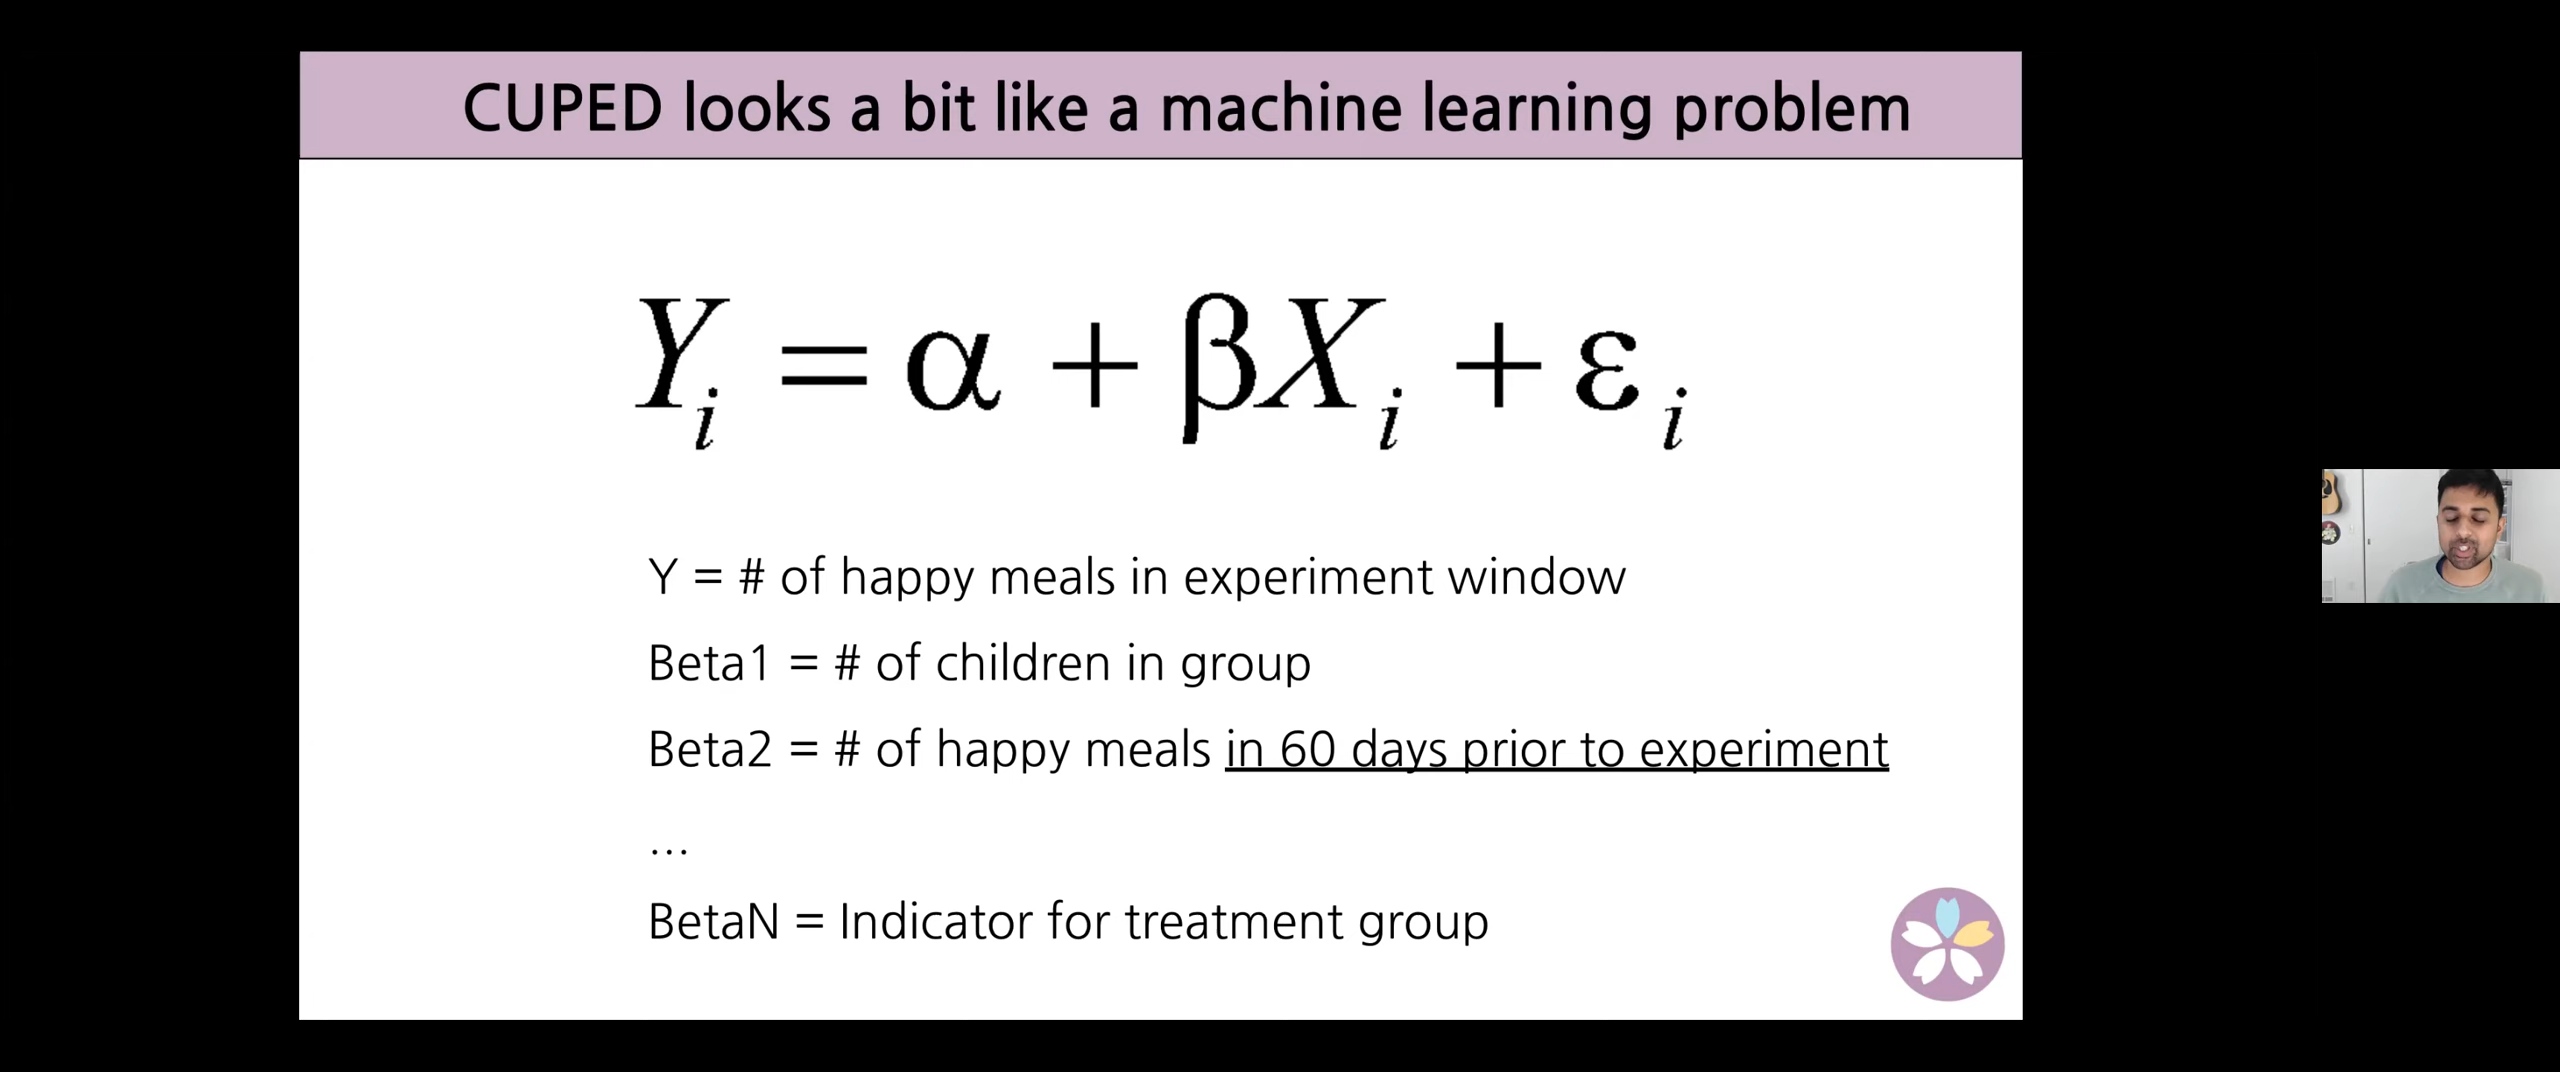 CUPED looks a bit like a machine learning problem
Yᵢ = α + βXᵢ + εᵢ
Y = # of happy meals in experiment window
Beta1 = # of children in group
Beta2 = # of happy meals in 60 days prior to experiment
...
BetaN = Indicator for treatment group